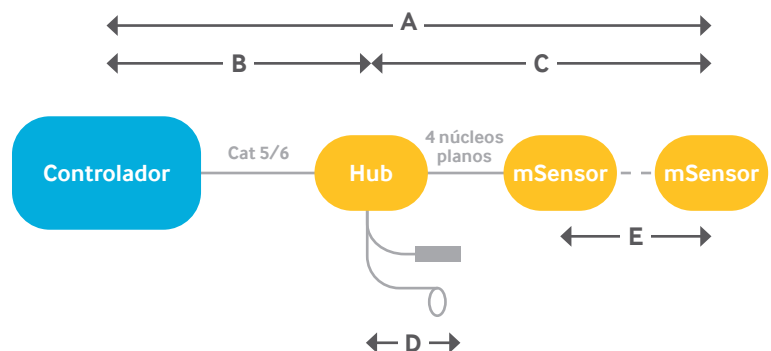 A
B
C
Controlador
Cat 5/6
Hub
4 núcleos
planos
mSensor
mSensor
E
D